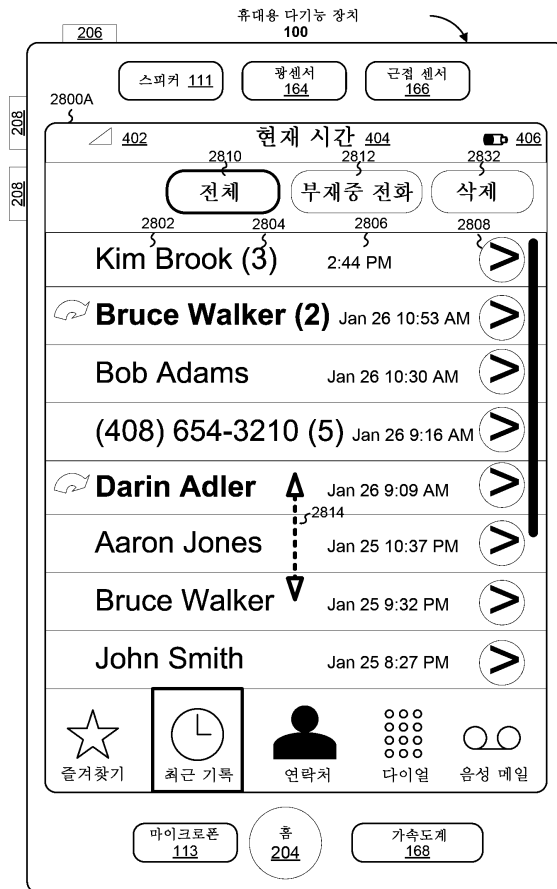 휴대용 다기능 장치
206
100
스피커 111
광센서
164
근접 센서
166
2800A
208
402
현재 시간 404
406
2810
2812
2832
208
전체
부재중 전화
삭제
2802
2804
2806
2808
Kim Brook (3) 2:44 PM >
Bruce Walker (2) Jan 26 10:53 AM >
Bob Adams Jan 26 10:30 AM >
(408) 654-3210 (5) Jan 26 9:16 AM >
Darin Adler Jan 26 9:09 AM >
2814
Aaron Jones Jan 25 10:37 PM >
Bruce Walker Jan 25 9:32 PM >
John Smith Jan 25 8:27 PM >
즐겨찾기
최근 기록
연락처
다이얼
음성 메일
마이크로폰
113
홈
204
가속도계
168